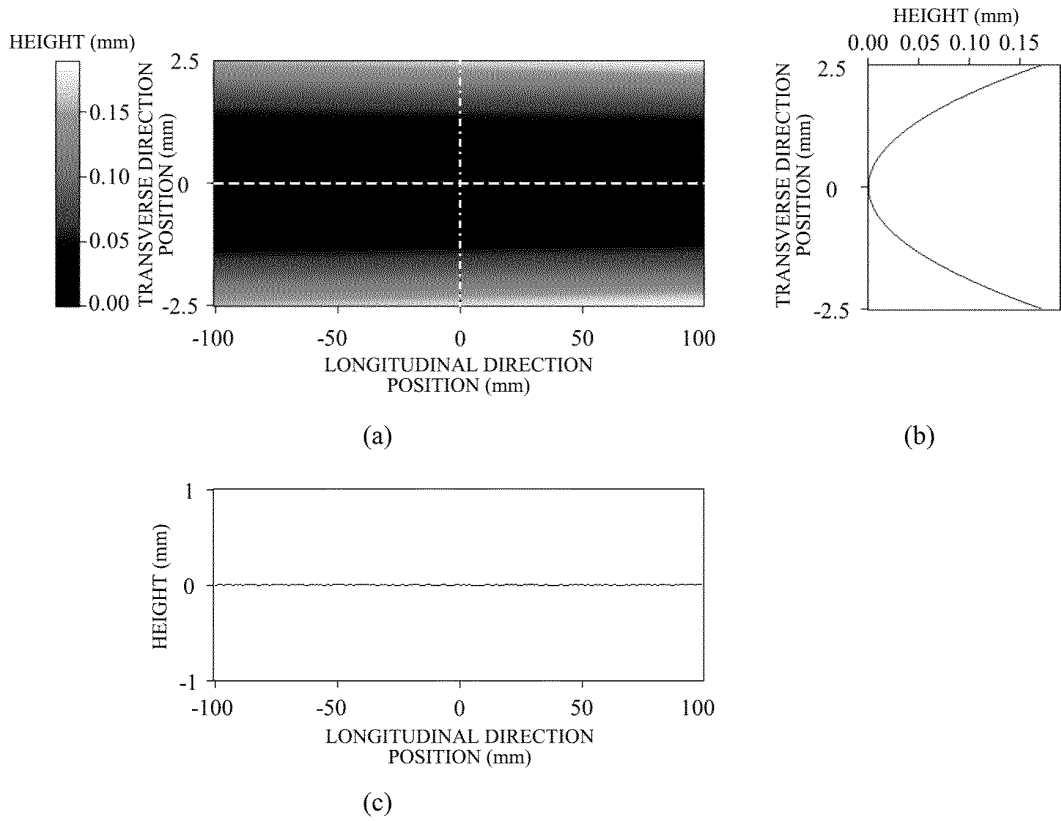 HEIGHT (mm)
0.15
0.10
0.05
0.00
TRANSVERSE DIRECTION
POSITION (mm)
2.5
0
-2.5
-100
-50
0
50
100
LONGITUDINAL DIRECTION
POSITION (mm)
(a)
HEIGHT (mm)
0.00 0.05 0.10 0.15
TRANSVERSE DIRECTION
POSITION (mm)
2.5
0
-2.5
(b)
HEIGHT (mm)
1
0
-1
-100
-50
0
50
100
LONGITUDINAL DIRECTION
POSITION (mm)
(c)